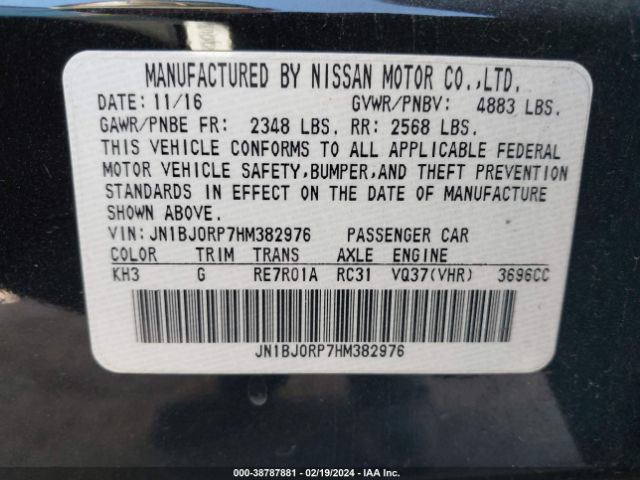 MANUFACTURED BY NISSAN MOTOR CO.,LTD.
DATE: 11/16 GVWR/PNBV: 4883 LBS.
GAWR/PNBE FR: 2348 LBS. RR: 2568 LBS.
THIS VEHICLE CONFORMS TO ALL APPLICABLE FEDERAL
MOTOR VEHICLE SAFETY,BUMPER,AND THEFT PREVENTION
STANDARDS IN EFFECT ON THE DATE OF MANUFACTURE
SHOWN ABOVE.
VIN:JN1BJ0RP7HM382976 PASSENGER CAR
COLOR TRIM TRANS AXLE ENGINE
KH3 G RE7R01A RC31 VQ37(VHR) 3696CC
JN1BJ0RP7HM382976
000-38787881 - 02/19/2024 - IAA Inc.